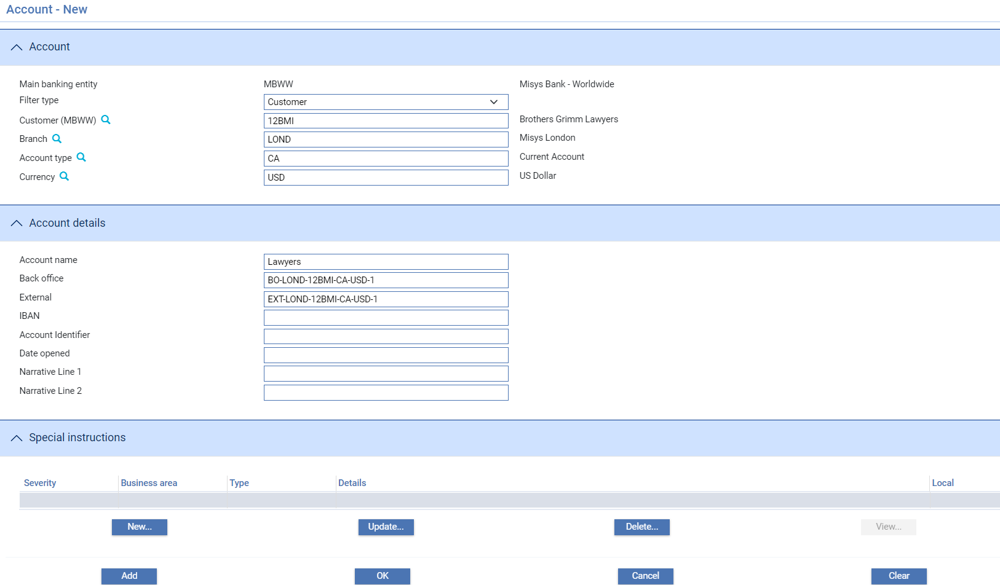 Account - New
Account
Main banking entity MBWW Misys Bank - Worldwide
Filter type Customer
Customer (MBWW) 12BMI Brothers Grimm Lawyers
Branch LOND Misys London
Account type CA Current Account
Currency USD US Dollar
Account details
Account name Lawyers
Back office BO-LOND-12BMI-CA-USD-1
External EXT-LOND-12BMI-CA-USD-1
IBAN
Account Identifier
Date opened
Narrative Line 1
Narrative Line 2
Special instructions
Severity Business area Type Details Local
New... Update... Delete... View...
Add OK Cancel Clear